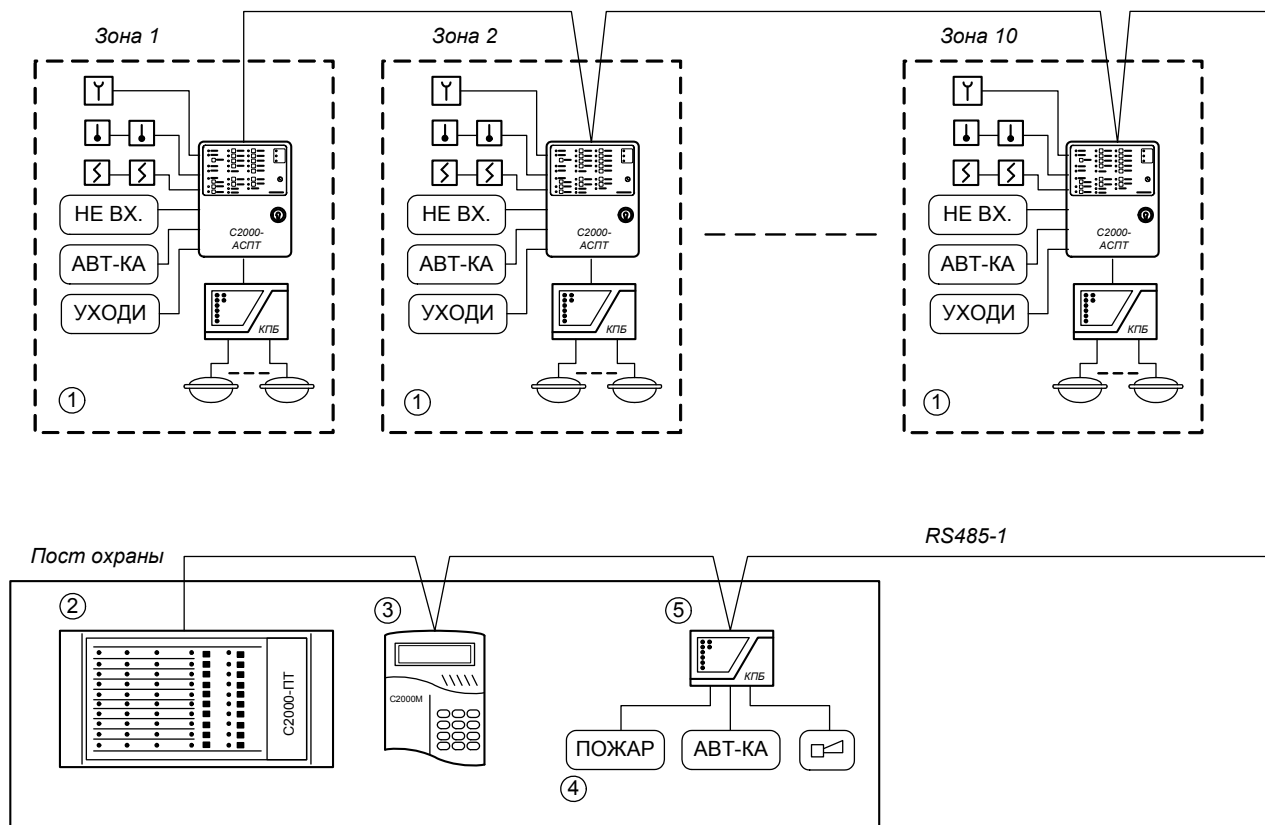 Зона 1
Зона 2
Зона 10
НЕ ВХ.
АВТ-КА
УХОДИ
С2000-
АСПТ
КПБ
1
НЕ ВХ.
АВТ-КА
УХОДИ
С2000-
АСПТ
КПБ
1
НЕ ВХ.
АВТ-КА
УХОДИ
С2000-
АСПТ
КПБ
1
RS485-1
Пост охраны
2
С2000-ПТ
3
С2000М
5
КПБ
ПОЖАР
АВТ-КА
4